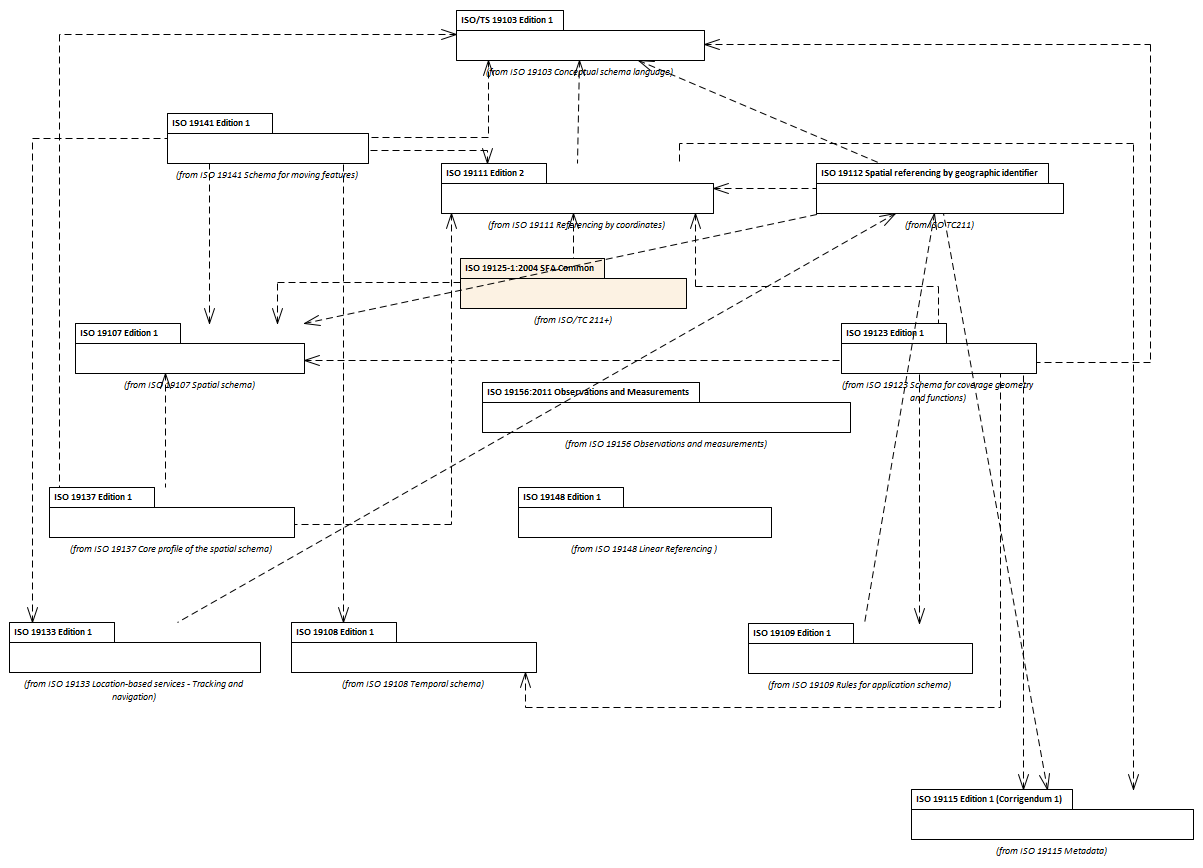 ISO/TS 19103 Edition 1
(from ISO 19103 Conceptual schema language)
ISO 19141 Edition 1
(from ISO 19141 Schema for moving features)
ISO 19111 Edition 2
(from ISO 19111 Referencing by coordinates)
ISO 19112 Spatial referencing by geographic identifier
(from ISO TC211)
ISO 19125-1:2004 SFA Common
(from ISO/TC 211+)
ISO 19107 Edition 1
(from ISO 19107 Spatial schema)
ISO 19123 Edition 1
(from ISO 19123 Schema for coverage geometry
and functions)
ISO 19156:2011 Observations and Measurements
(from ISO 19156 Observations and measurements)
ISO 19137 Edition 1
(from ISO 19137 Core profile of the spatial schema)
ISO 19148 Edition 1
(from ISO 19148 Linear Referencing )
ISO 19133 Edition 1
(from ISO 19133 Location-based services - Tracking and
navigation)
ISO 19108 Edition 1
(from ISO 19108 Temporal schema)
ISO 19109 Edition 1
(from ISO 19109 Rules for application schema)
ISO 19115 Edition 1 (Corrigendum 1)
(from ISO 19115 Metadata)